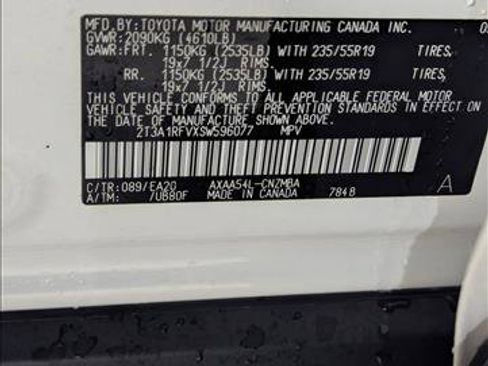 MFD.BY:TOYOTA MOTOR MANUFACTURING CANADA INC. 0
GVWR:2090KG (4610LB)
GAWR:FRT. 1150KG (2535LB) WITH 235/55R19 TIRES,
19x7 1/2J RIMS.
RR. 1150KG (2535LB) WITH 235/55R19 TIRES,
19x7 1/2J RIMS.
THIS VEHICLE CONFORMS TO ALL APPLICABLE FEDERAL MOTOR
VEHICLE SAFETY AND THEFT PREVENTION STANDARDS IN EFFECT ON
THE DATE OF MANUFACTURE SHOWN ABOVE.
2T3A1RFVXSW596077 MPV
C/TR:089/EA20 AXAA54L-CNZMBA
A/TM: /UB80F MADE IN CANADA 7848 A